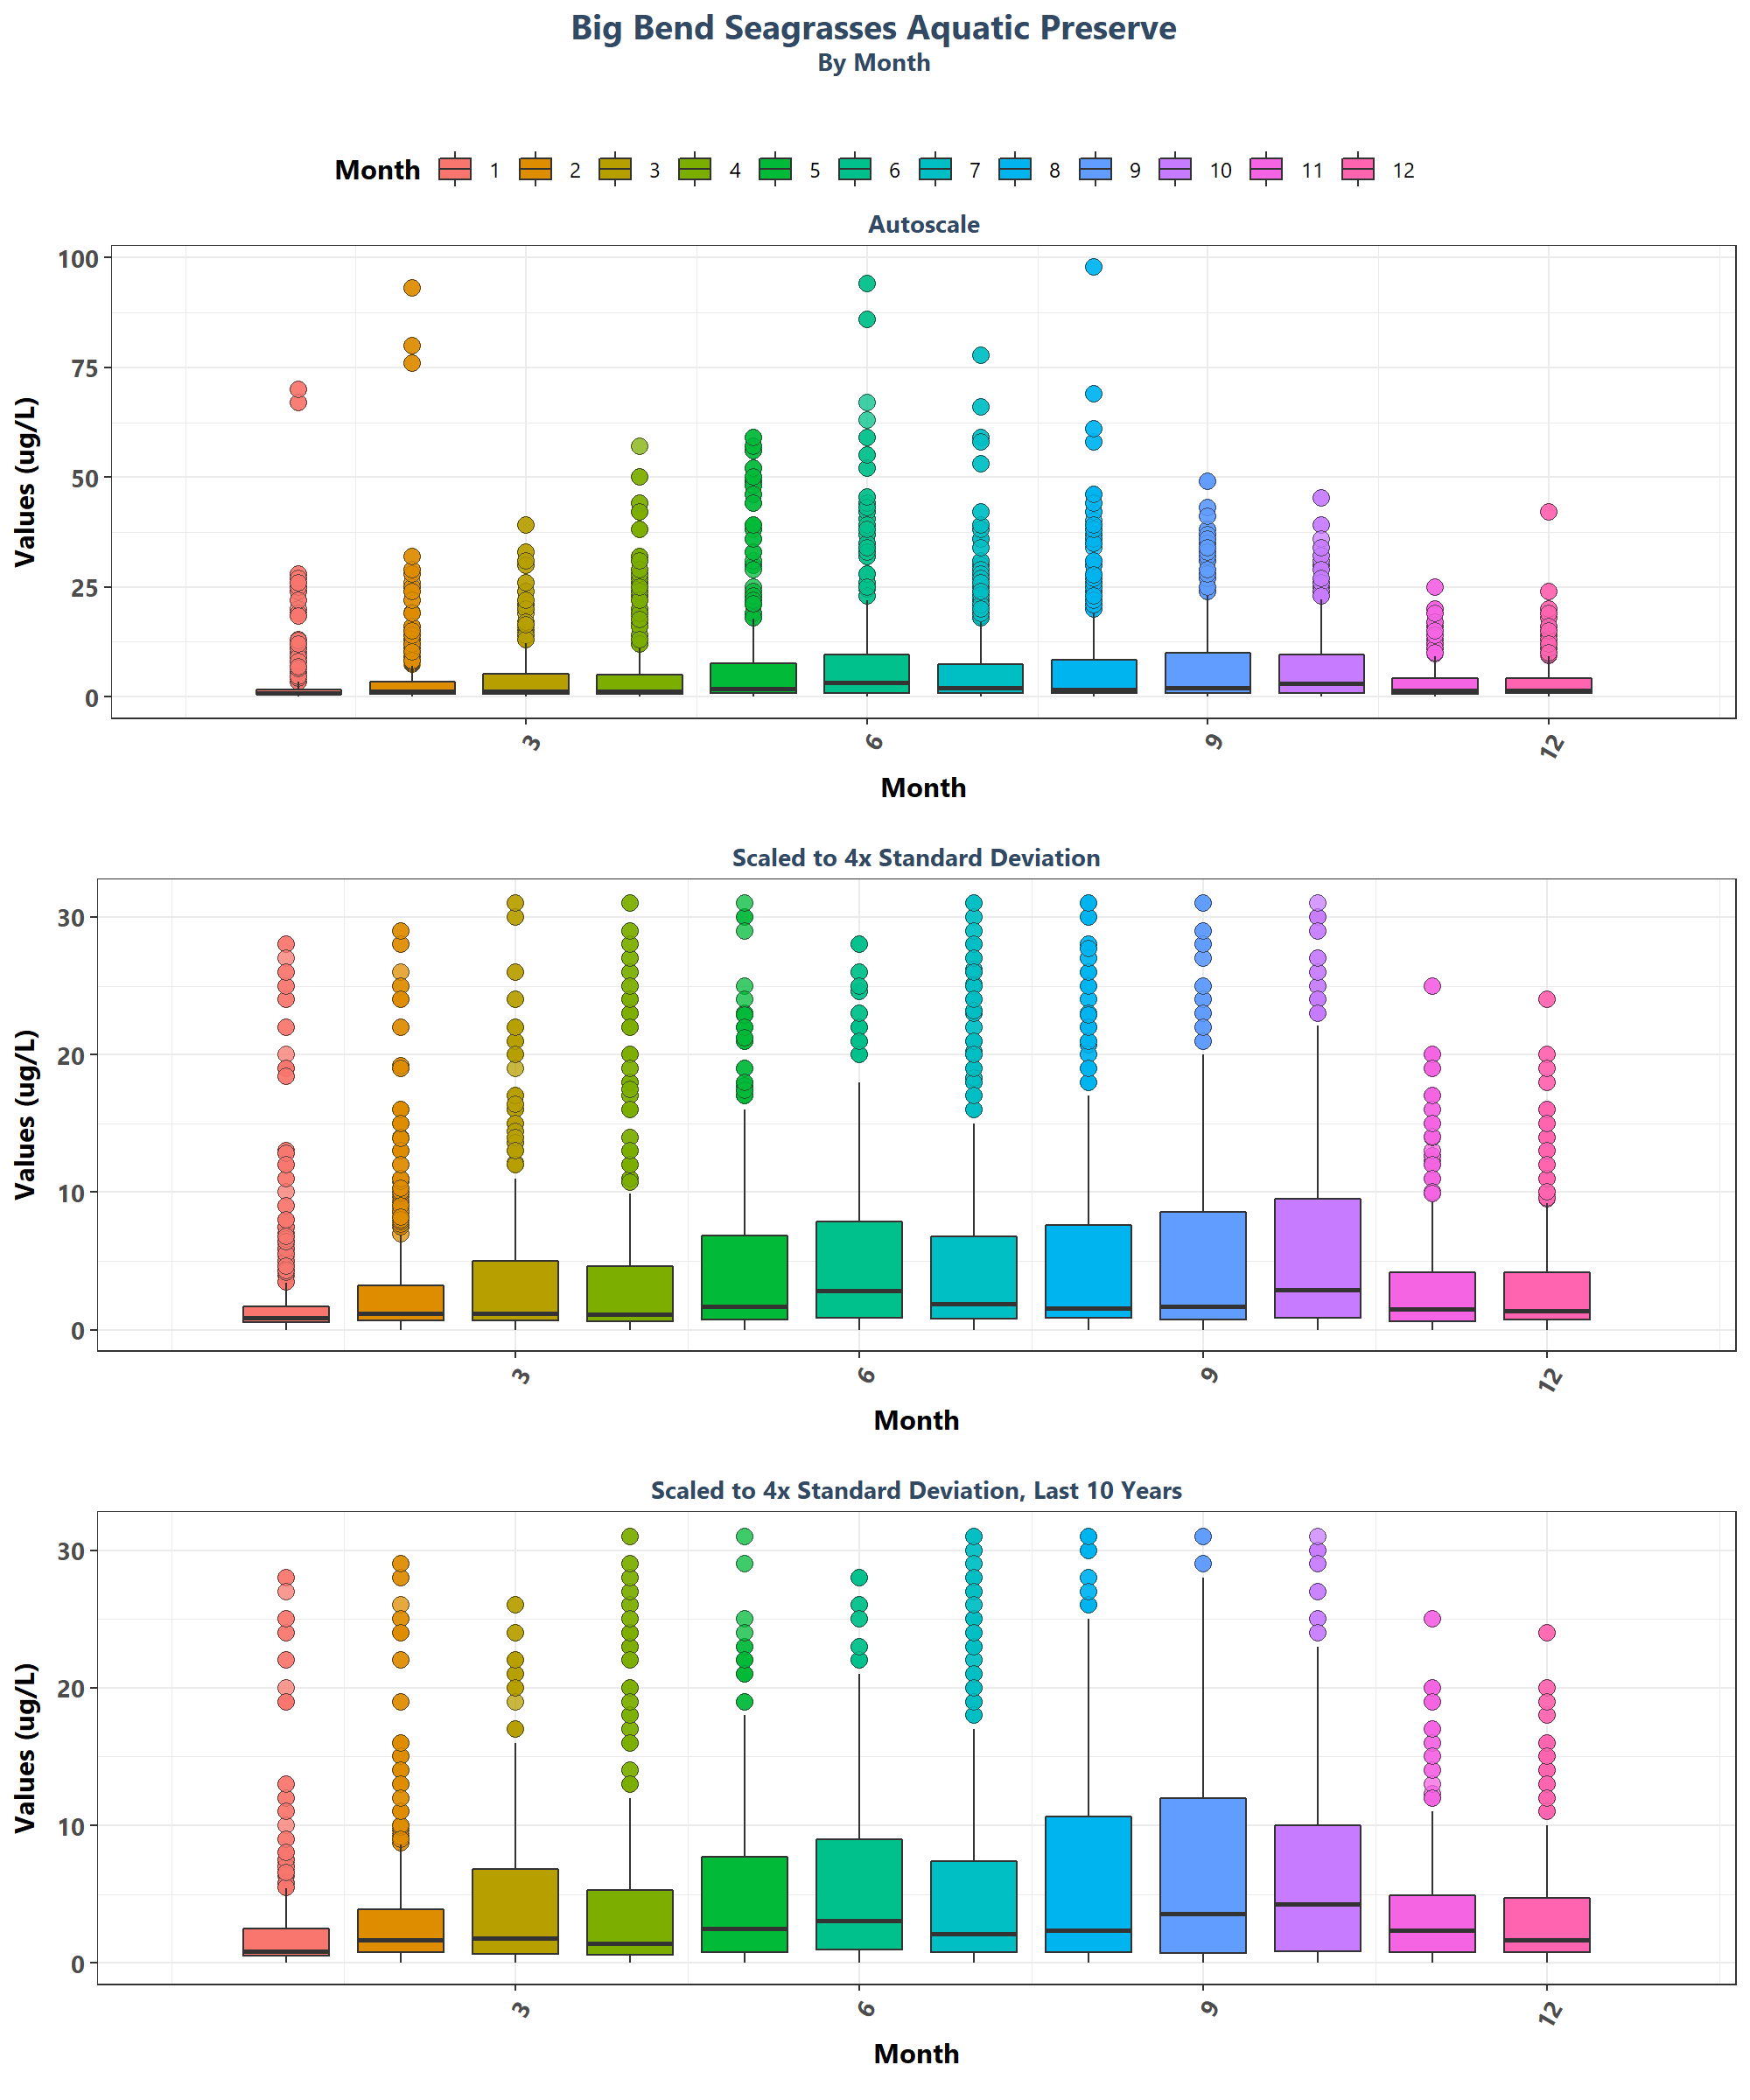 Big Bend Seagrasses Aquatic Preserve
By Month
Month 1 2 3 4 5 6 7 8 9 10 11 12
Autoscale
Values (ug/L)
100
75
50
25
0
3 6 9 12
Month
Scaled to 4x Standard Deviation
Values (ug/L)
30
20
10
0
3 6 9 12
Month
Scaled to 4x Standard Deviation, Last 10 Years
Values (ug/L)
30
20
10
0
3 6 9 12
Month